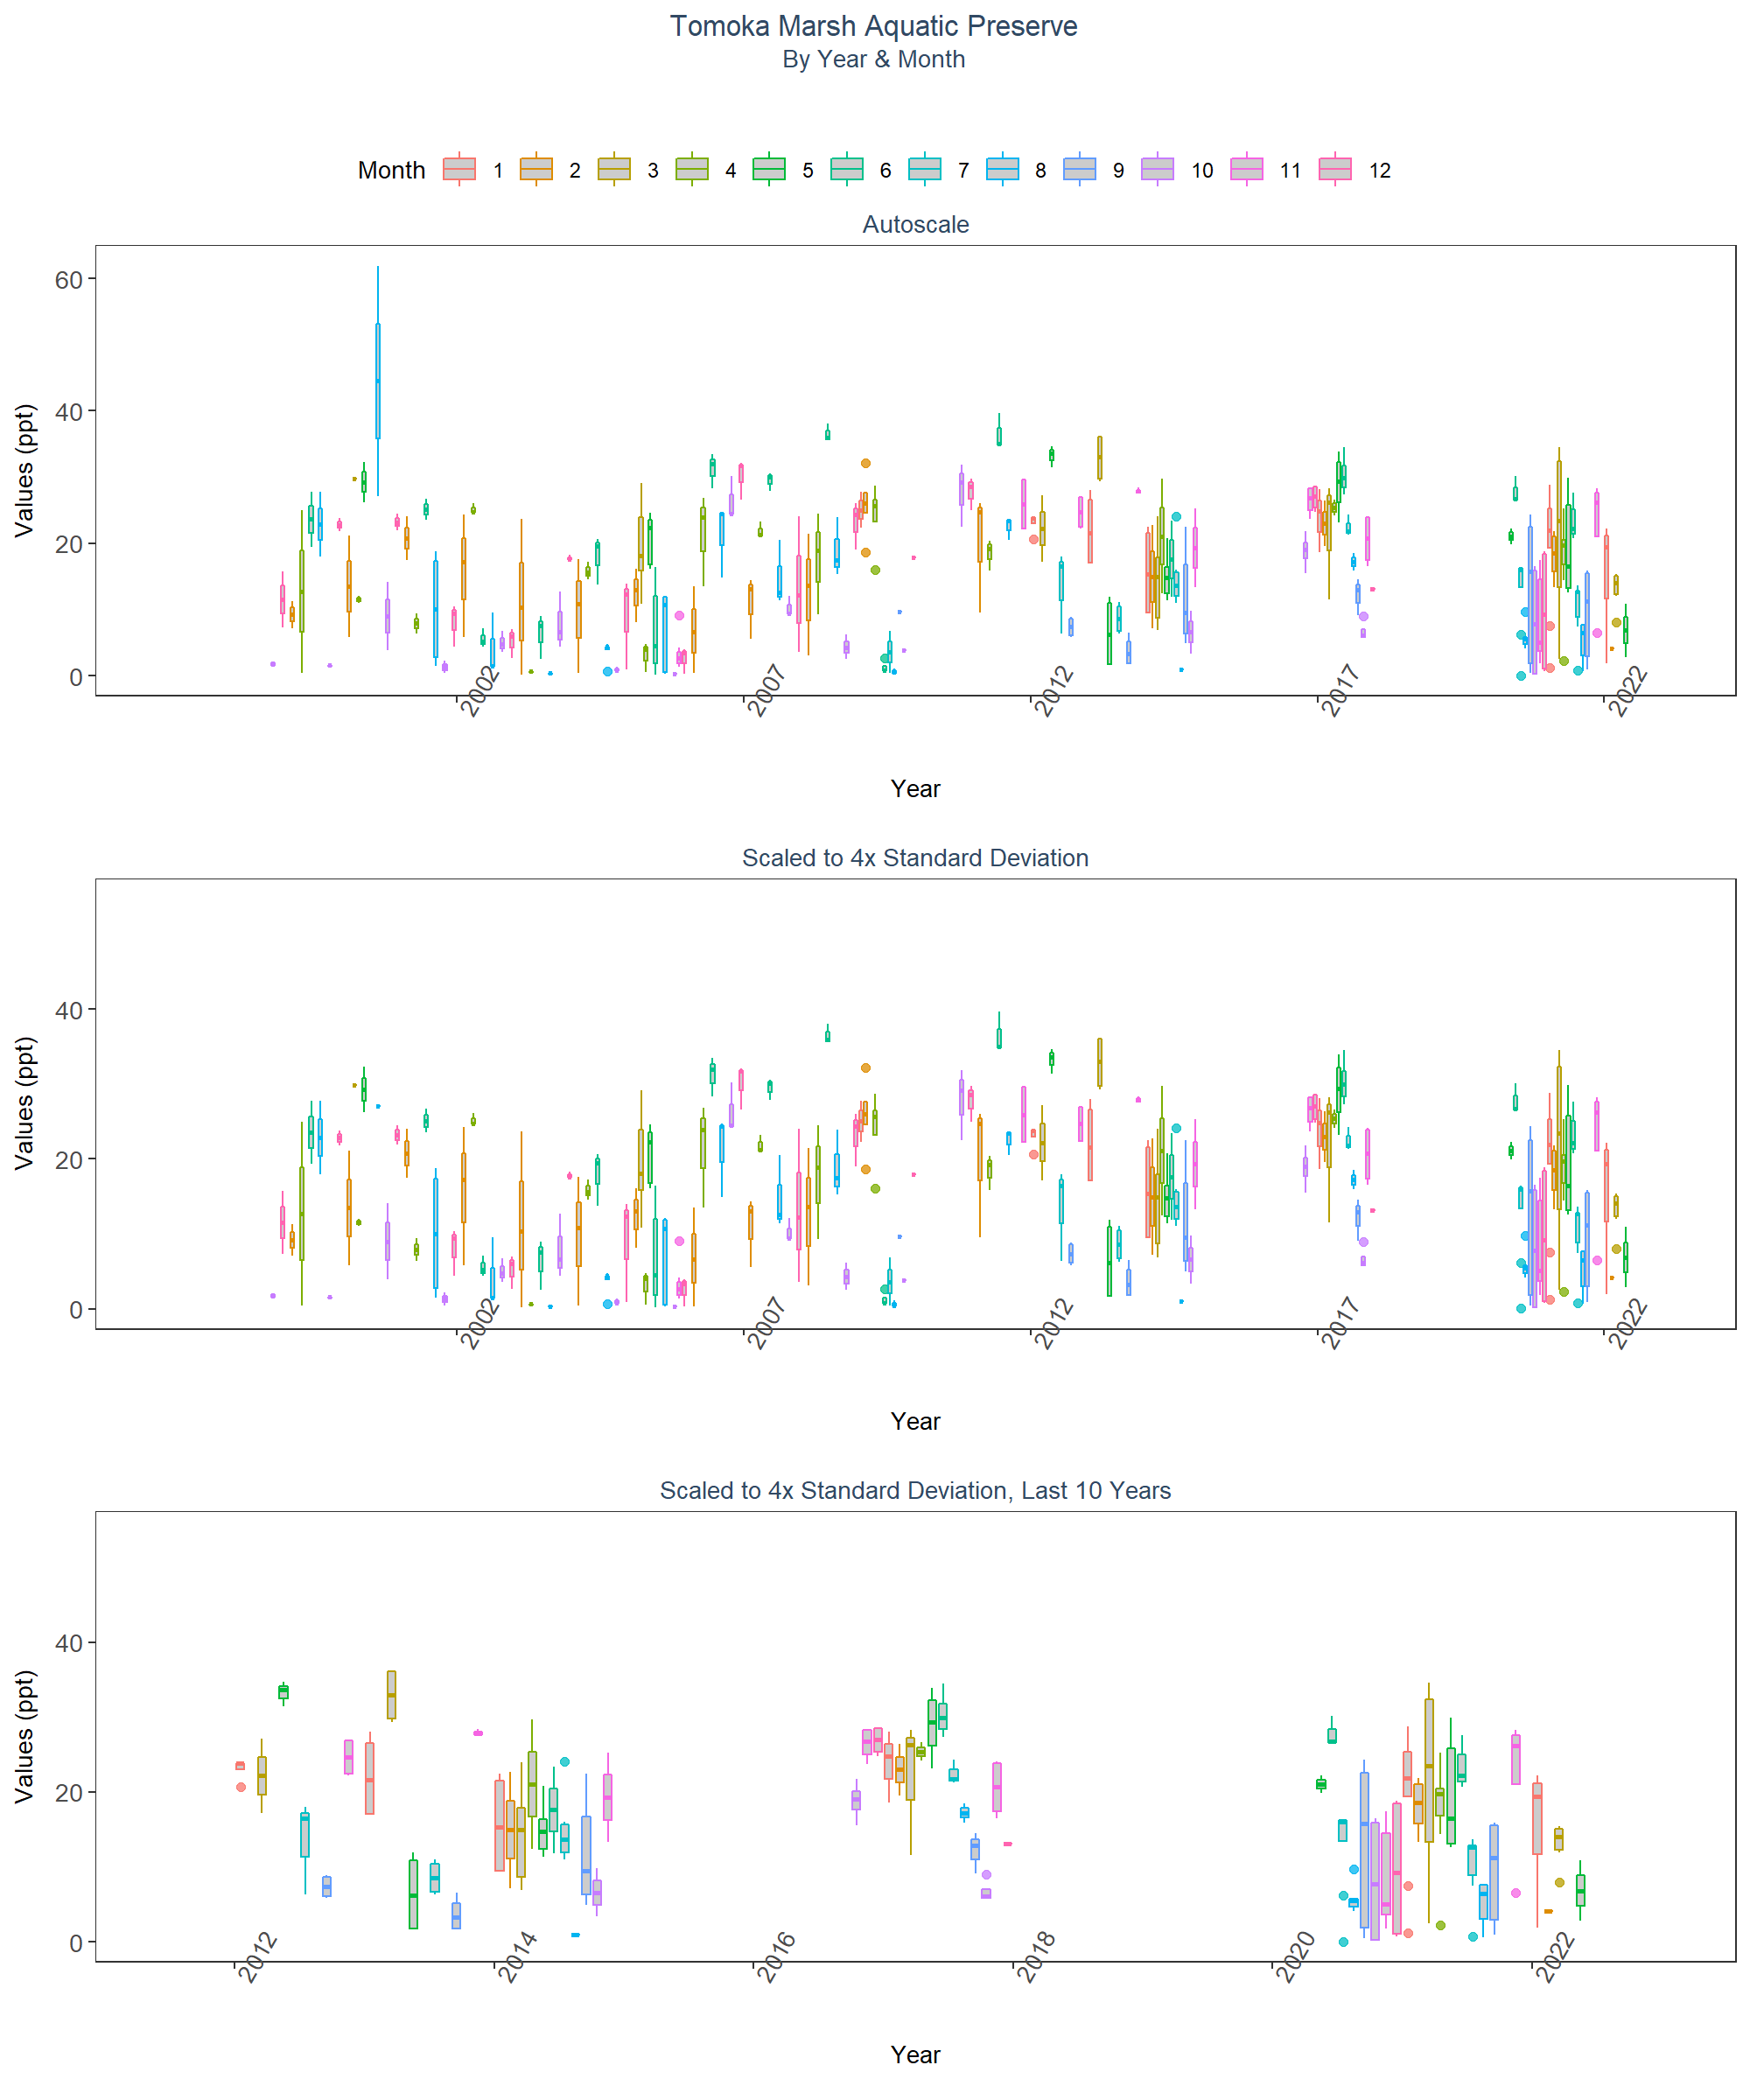 Tomoka Marsh Aquatic Preserve
By Year & Month
Month 1 2 3 4 5 6 7 8 9 10 11 12
Autoscale
Values (ppt)
60
40
20
0
2002 2007 2012 2017 2022
Year
Scaled to 4x Standard Deviation
Values (ppt)
40
20
0
2002 2007 2012 2017 2022
Year
Scaled to 4x Standard Deviation, Last 10 Years
Values (ppt)
40
20
0
2012 2014 2016 2018 2020 2022
Year